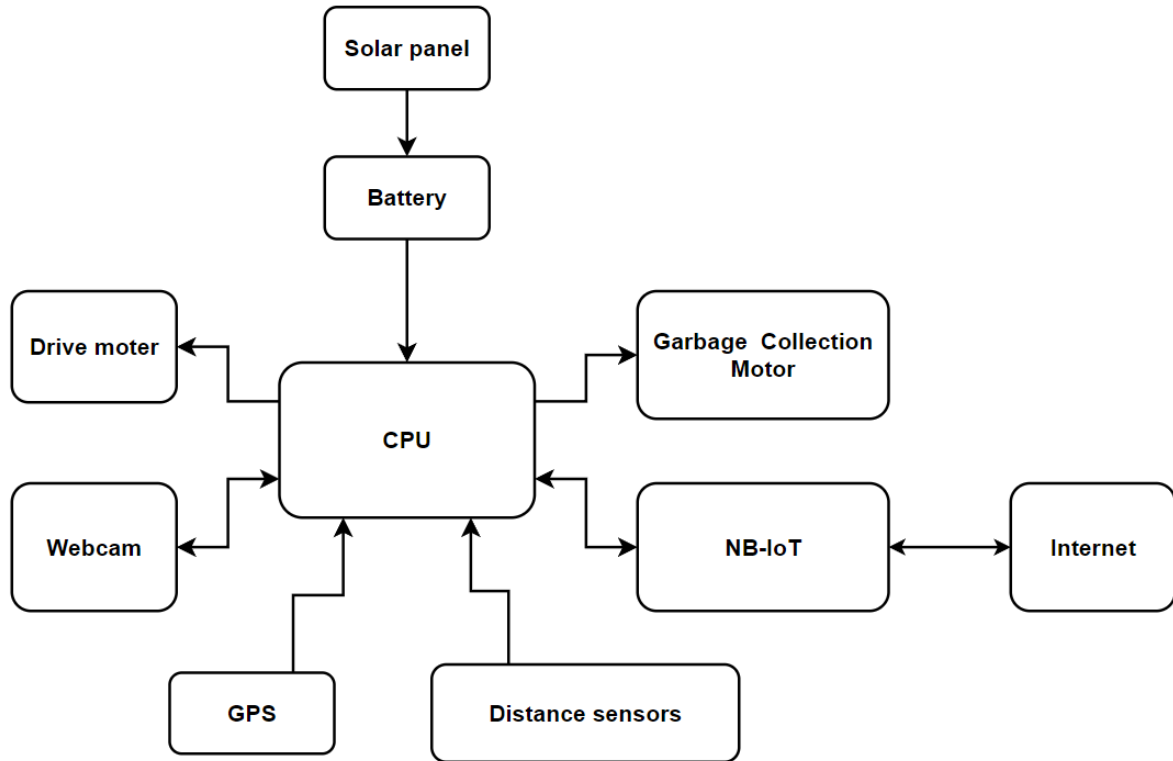 Solar panel
Battery
Drive moter
Garbage Collection
Motor
CPU
Webcam
NB-IoT
Internet
GPS
Distance sensors